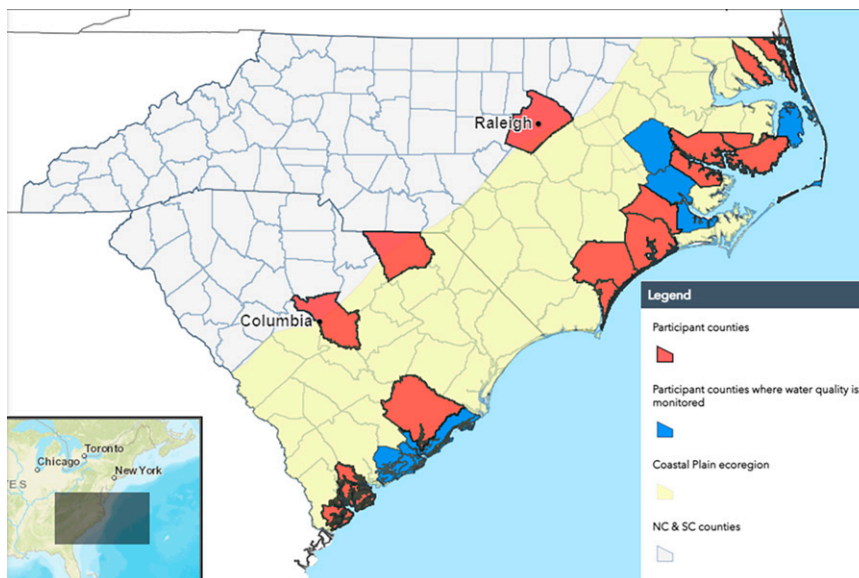 Raleigh
Columbia
Legend
Participant counties
Participant counties where water quality is
monitored
Coastal Plain ecoregion
NC & SC counties
Toronto
Chicago
New York
TES